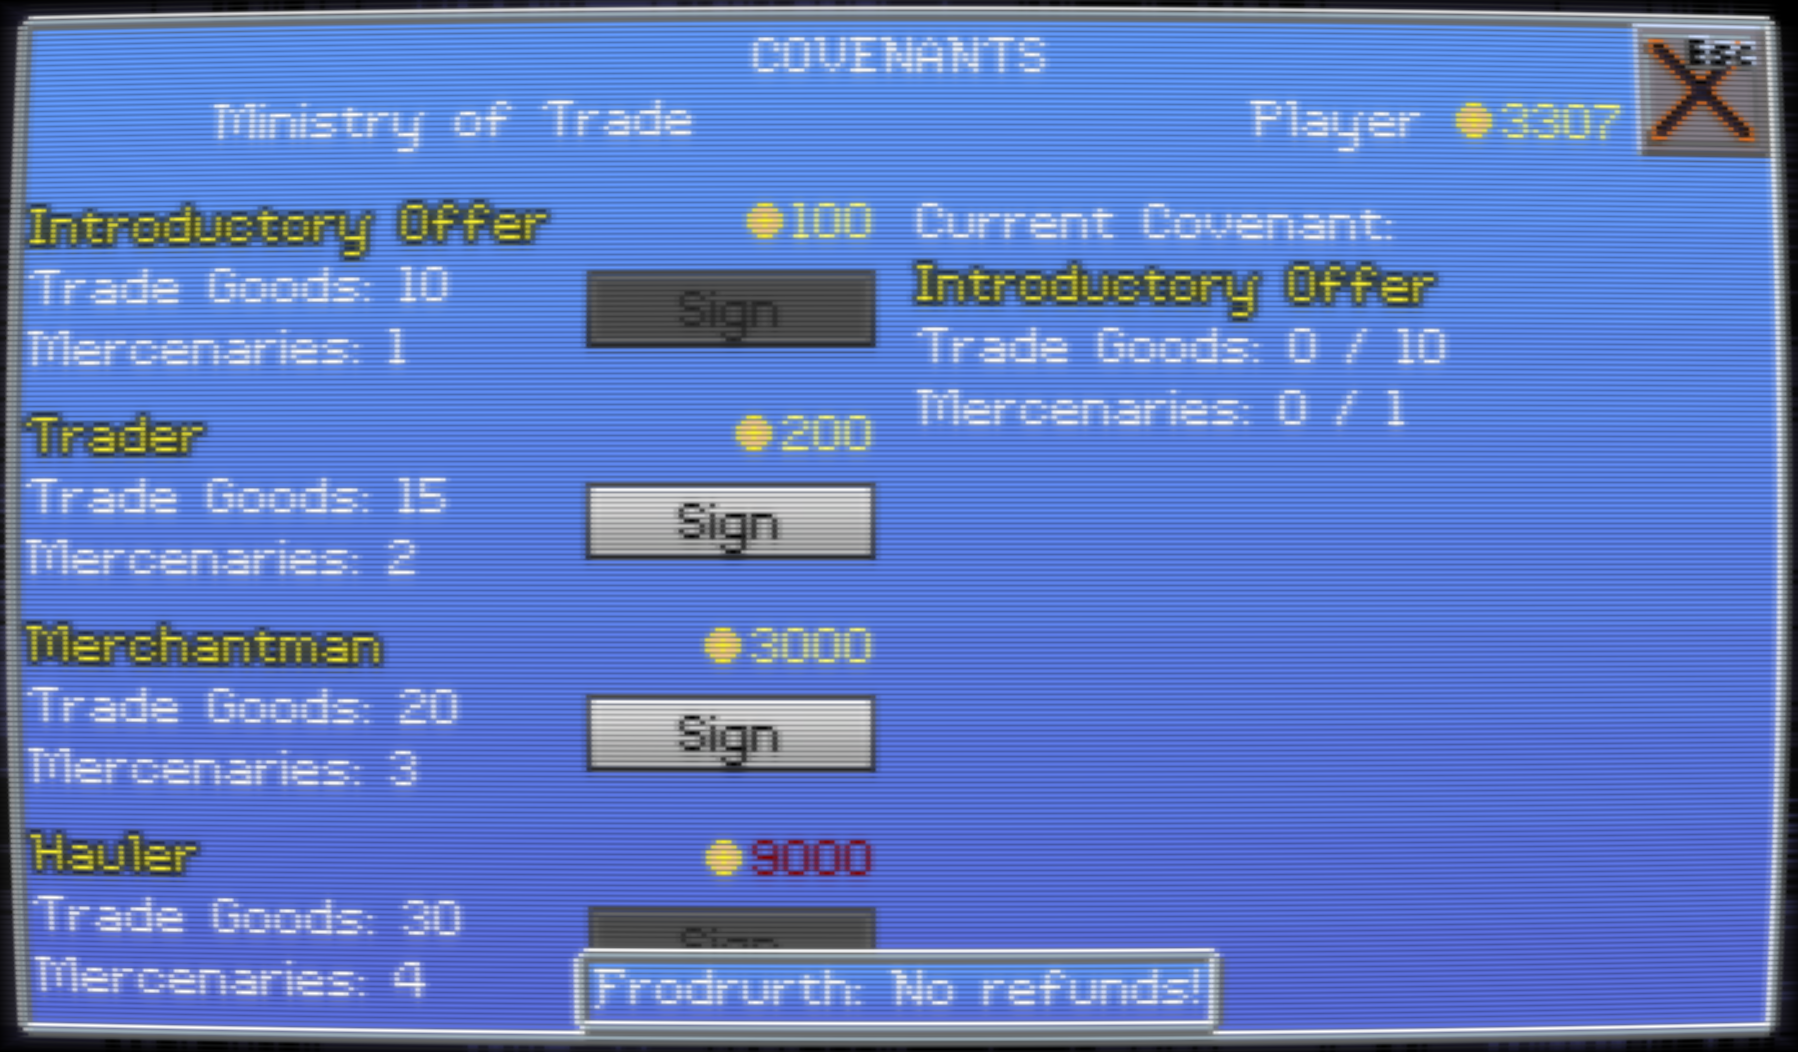 COVENANTS
Esc
Ministry of Trade
Player 3307
Introductory Offer 100
Trade Goods: 10
Sign
Mercenaries: 1
Trader 200
Trade Goods: 15
Sign
Mercenaries: 2
Merchantman 3000
Trade Goods: 20
Sign
Mercenaries: 3
Hauler 9000
Trade Goods: 30
Sign
Mercenaries: 4
Current Covenant:
Introductory Offer
Trade Goods: 0 / 10
Mercenaries: 0 / 1
Frodrurth: No refunds!